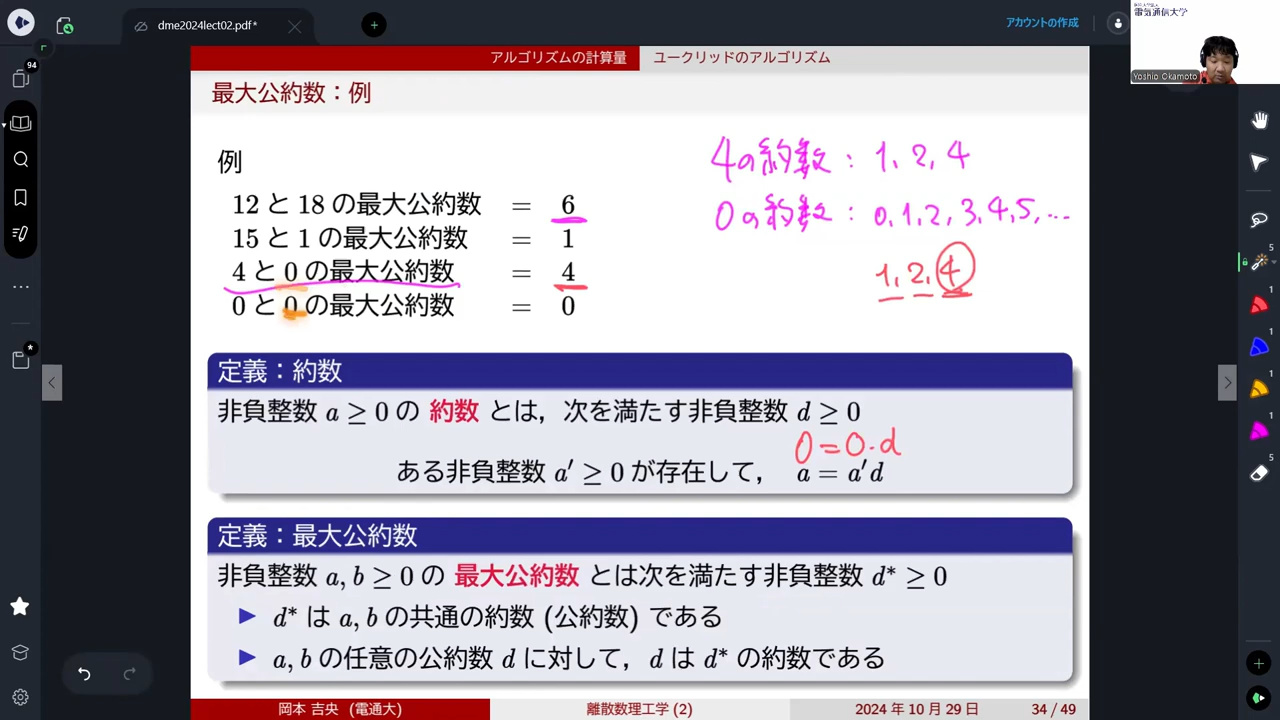 dme2024lect02.pdf*
アカウントの作成
電気通信大学
Yoshio Okamoto
94
アルゴリズムの計算量 ユークリッドのアルゴリズム
最大公約数：例
例
12 と 18 の最大公約数 = 6
15 と 1 の最大公約数 = 1
4 と 0 の最大公約数 = 4
0 と 0 の最大公約数 = 0
4の約数 : 1, 2, 4
0の約数 : 0, 1, 2, 3, 4, 5, ...
1, 2, 4
定義：約数
非負整数 a ≥ 0 の 約数 とは，次を満たす非負整数 d ≥ 0
0 = 0・d
ある非負整数 a′ ≥ 0 が存在して， a = a′d
定義：最大公約数
非負整数 a, b ≥ 0 の 最大公約数 とは次を満たす非負整数 d* ≥ 0
▶ d* は a, b の共通の約数 (公約数) である
▶ a, b の任意の公約数 d に対して，d は d* の約数である
岡本 吉央 (電通大) 離散数理工学 (2) 2024 年 10 月 29 日 34 / 49
5
1
1
1
1
5